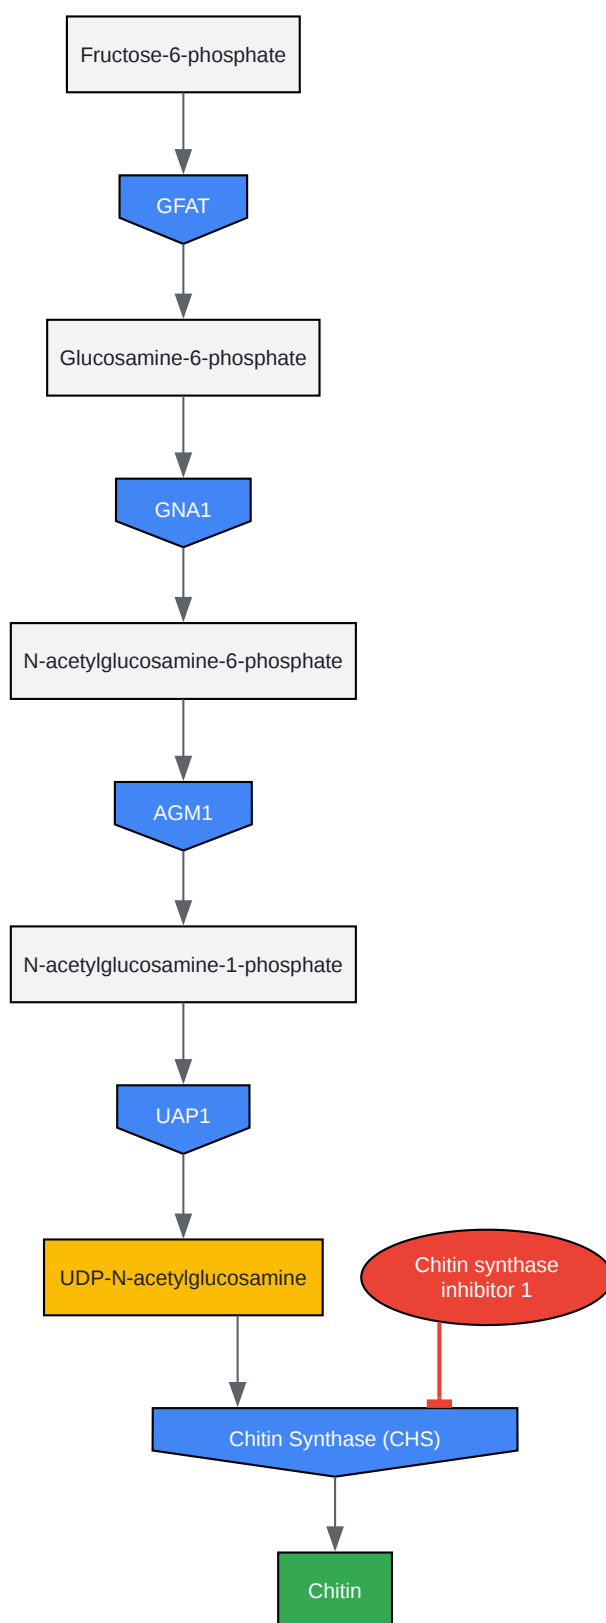 Fructose-6-phosphate
GFAT
Glucosamine-6-phosphate
GNA1
N-acetylglucosamine-6-phosphate
AGM1
N-acetylglucosamine-1-phosphate
UAP1
UDP-N-acetylglucosamine
Chitin synthase
inhibitor 1
Chitin Synthase (CHS)
Chitin